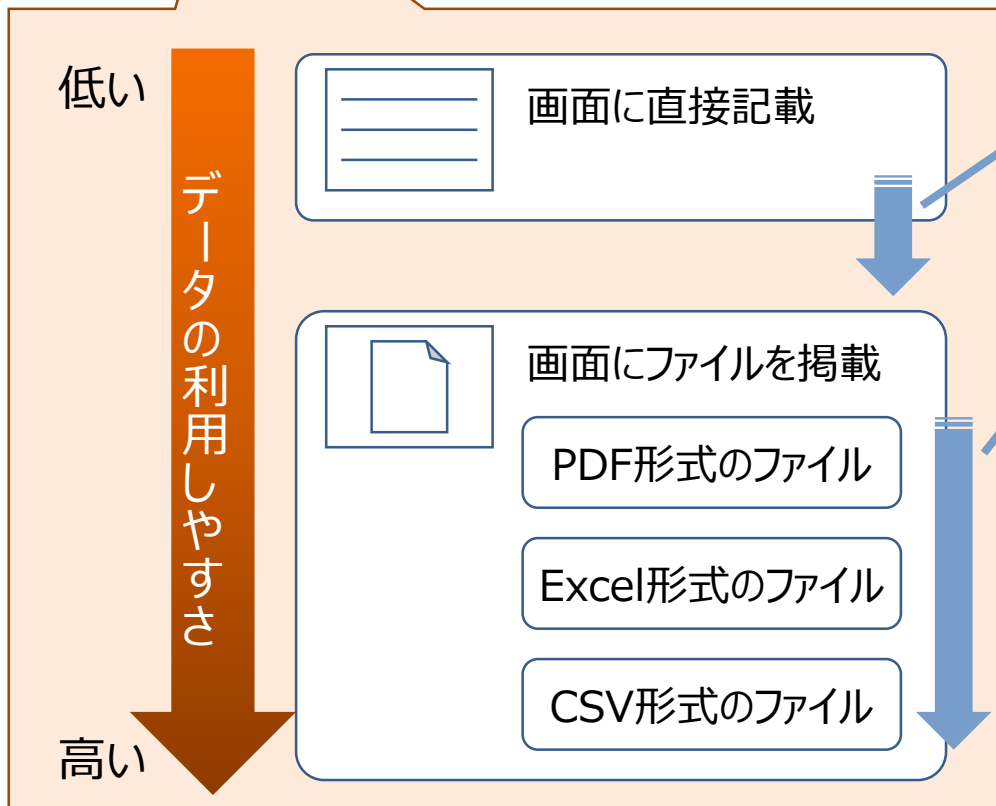 低い
データの利用しやすさ
高い
画面に直接記載
画面にファイルを掲載
PDF形式のファイル
Excel形式のファイル
CSV形式のファイル